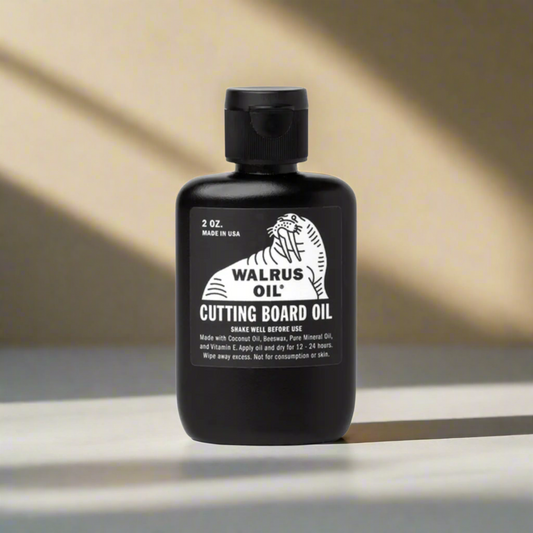 2 OZ.
MADE IN USA
WALRUS
OIL®
CUTTING BOARD OIL
SHAKE WELL BEFORE USE
Made with Coconut Oil, Beeswax, Pure Mineral Oil,
and Vitamin E. Apply oil and dry for 12 - 24 hours.
Wipe away excess. Not for consumption or skin.